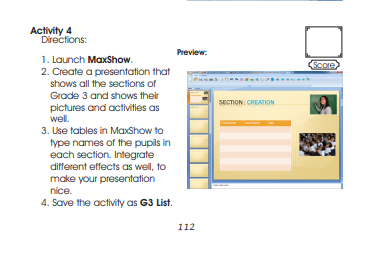 Activity 4
Directions:
Preview:
Score
1. Launch MaxShow.
2. Create a presentation that
shows all the sections of
Grade 3 and shows their
pictures and activities as
well.
3. Use tables in MaxShow to
type names of the pupils in
each section. Integrate
different effects as well, to
make your presentation
nice.
4. Save the activity as G3 List.
SECTION : CREATION
112